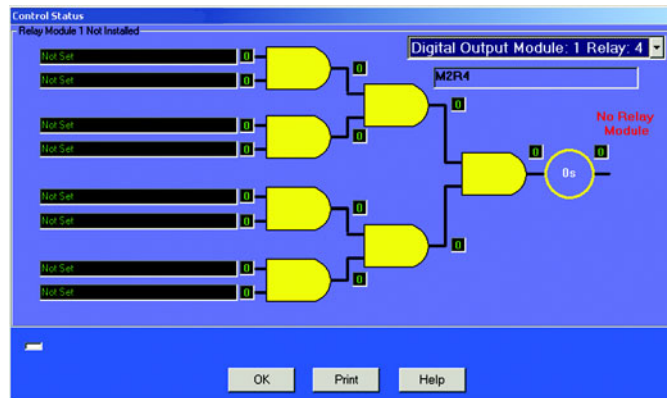 Control Status
Relay Module 1 Not Installed
Digital Output Module: 1 Relay: 4
M2R4
Not Set 0
Not Set 0
0
0
Not Set 0
Not Set 0
0
No Relay
Module
0 0s 0
Not Set 0
Not Set 0
0
0
Not Set 0
Not Set 0
0
OK Print Help